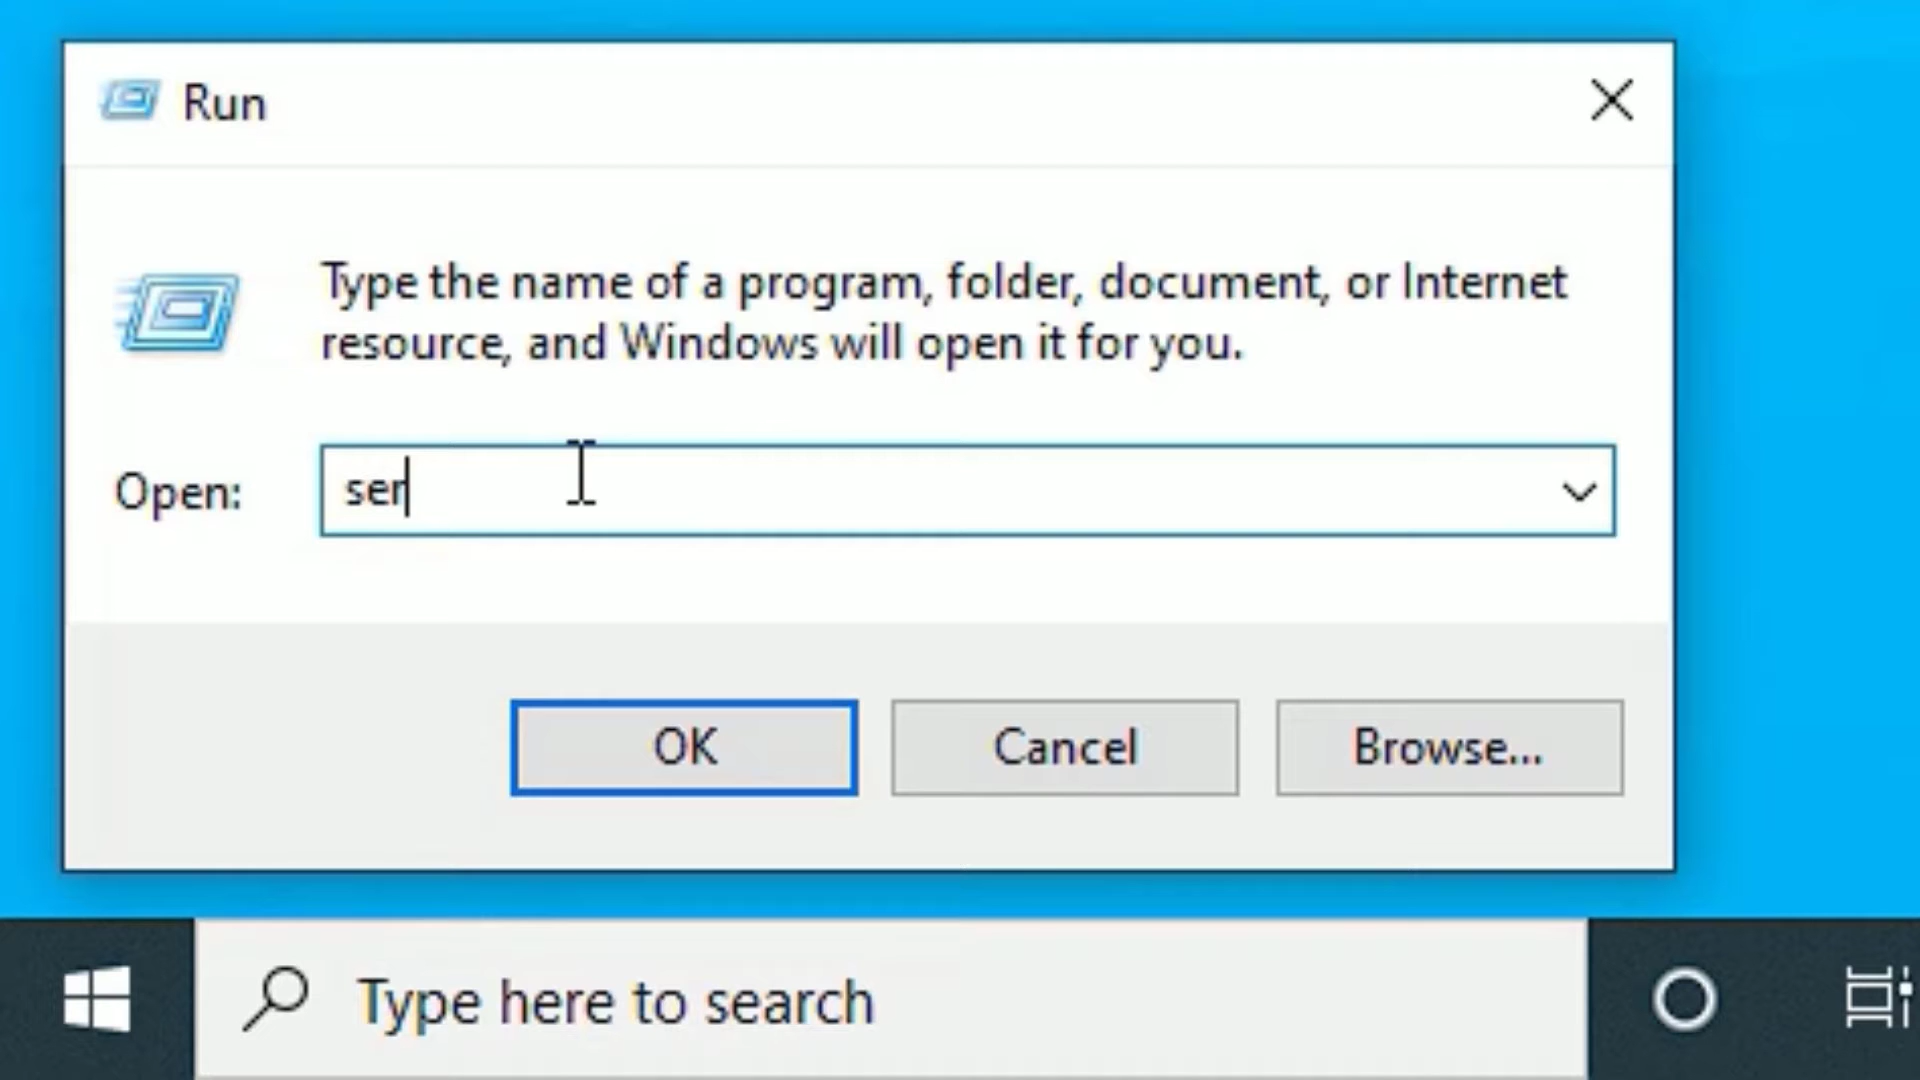 Run
Type the name of a program, folder, document, or Internet
resource, and Windows will open it for you.
Open:
ser
OK
Cancel
Browse...
Type here to search